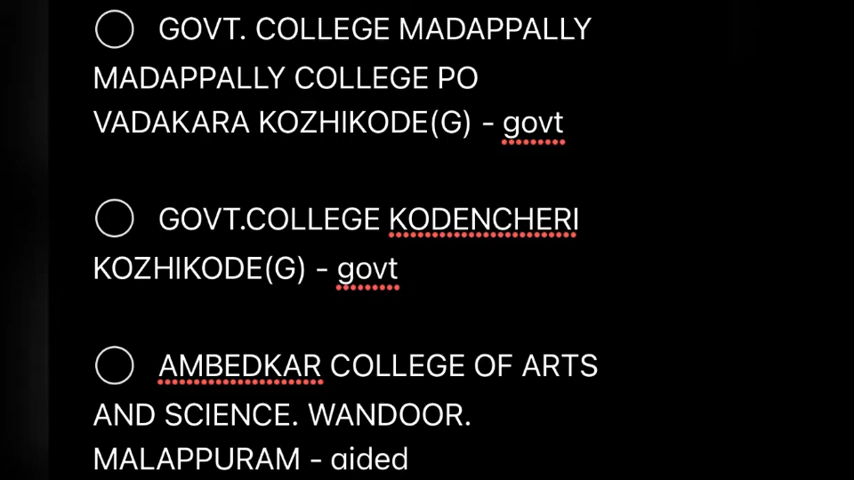 GOVT. COLLEGE MADAPPALLY
MADAPPALLY COLLEGE PO
VADAKARA KOZHIKODE(G) - govt
GOVT.COLLEGE KODENCHERI
KOZHIKODE(G) - govt
AMBEDKAR COLLEGE OF ARTS
AND SCIENCE. WANDOOR.
MALAPPURAM - aided